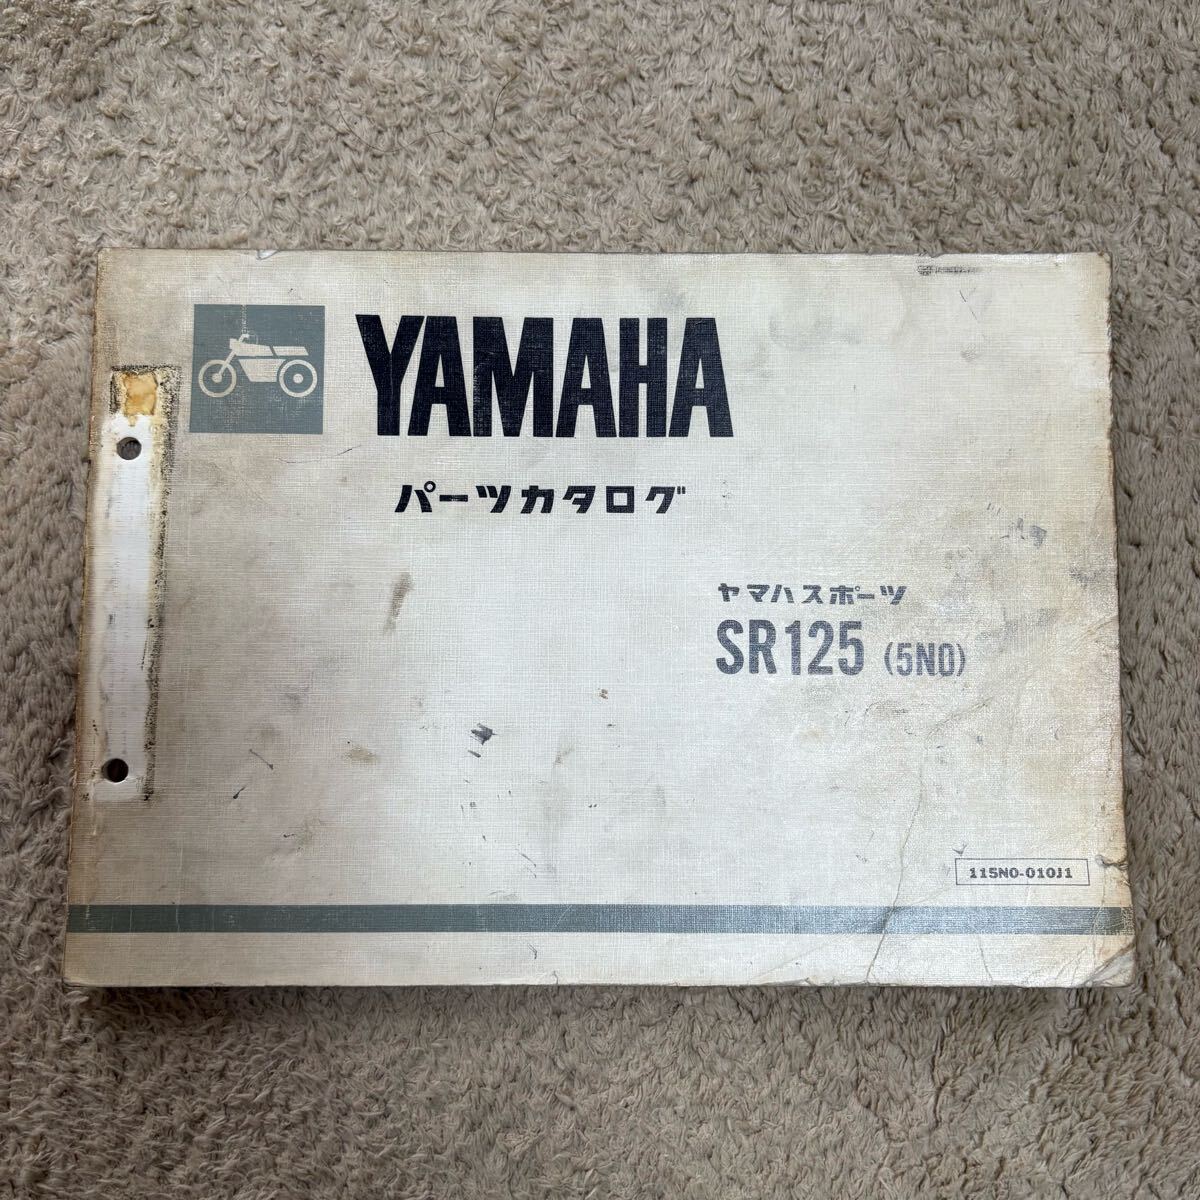 YAMAHA
パーツカタログ
ヤマハスポーツ
SR125 (5N0)
115N0-010J1